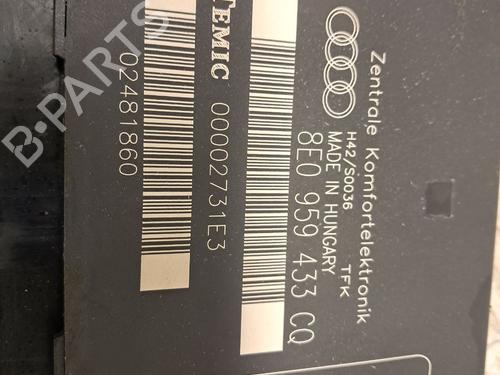 Zentrale Komfortelektronik
H42/S0036 TFK
MADE IN HUNGARY
8E0 959 433 CQ
TEMIC 00002731E3
02481860
B-PARTS